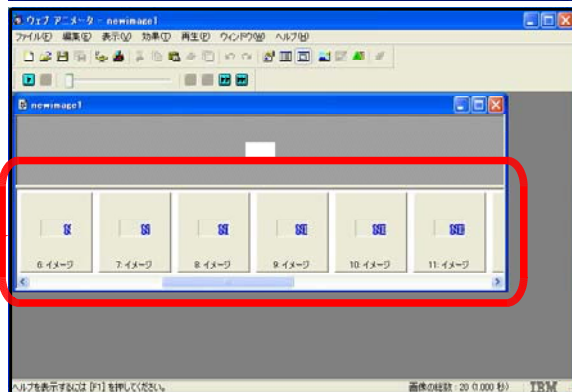 ウェブ アニメータ - newimage1
ファイル(F) 編集(E) 表示(V) 効果(T) 再生(P) ウィンドウ(W) ヘルプ(H)
newimage1
6: イメージ 7: イメージ 8: イメージ 9: イメージ 10: イメージ 11: イメージ
ヘルプを表示するには [F1] を押してください。 画像の総数 : 20 (1.000 秒) IBM